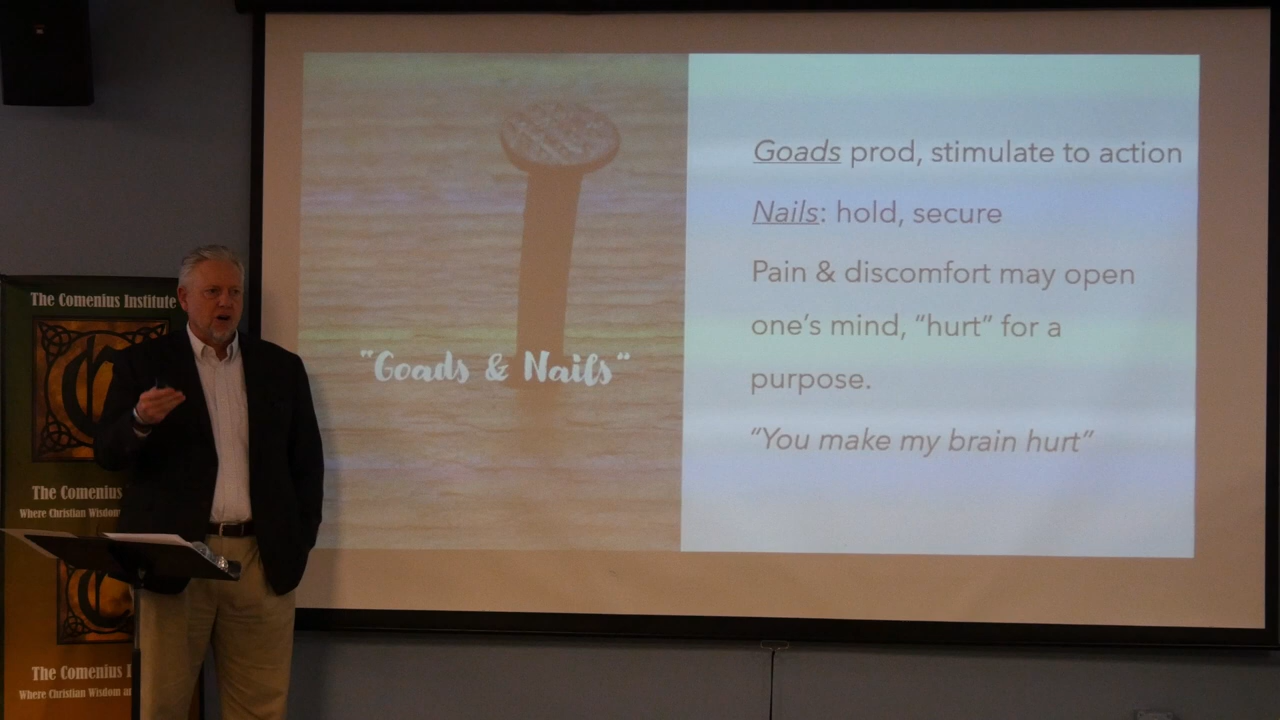 Goads prod, stimulate to action
Nails: hold, secure
Pain & discomfort may open
one's mind, "hurt" for a
purpose.
"You make my brain hurt"
"Goads & Nails"
The Comenius Institute
The Comenius
Where Christian Wisdom
The Comenius I
Where Christian Wisdom a